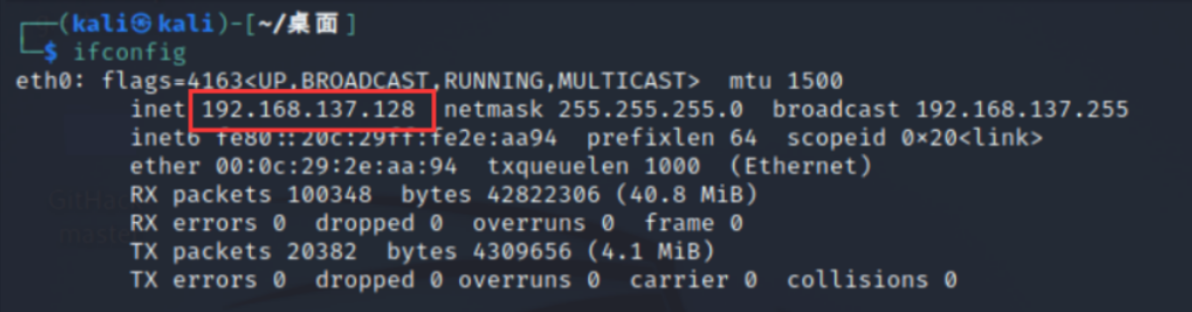 (kali㉿kali)-[~/桌面]
$ ifconfig
eth0: flags=4163<UP,BROADCAST,RUNNING,MULTICAST>  mtu 1500
inet 192.168.137.128  netmask 255.255.255.0  broadcast 192.168.137.255
inet6 fe80::20c:29ff:fe2e:aa94  prefixlen 64  scopeid 0×20<link>
ether 00:0c:29:2e:aa:94  txqueuelen 1000  (Ethernet)
RX packets 100348  bytes 42822306 (40.8 MiB)
RX errors 0  dropped 0  overruns 0  frame 0
TX packets 20382  bytes 4309656 (4.1 MiB)
TX errors 0  dropped 0  overruns 0  carrier 0  collisions 0